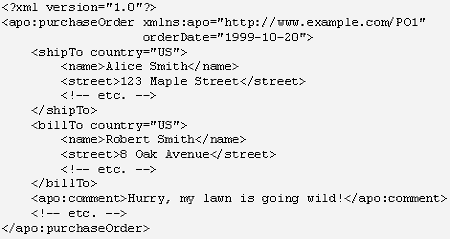 <?xml version="1.0"?>
<apo:purchaseOrder xmlns:apo="http://www.example.com/PO1"
                   orderDate="1999-10-20">
    <shipTo country="US">
        <name>Alice Smith</name>
        <street>123 Maple Street</street>
        <!-- etc. -->
    </shipTo>
    <billTo country="US">
        <name>Robert Smith</name>
        <street>8 Oak Avenue</street>
        <!-- etc. -->
    </billTo>
    <apo:comment>Hurry, my lawn is going wild!</apo:comment>
    <!-- etc. -->
</apo:purchaseOrder>